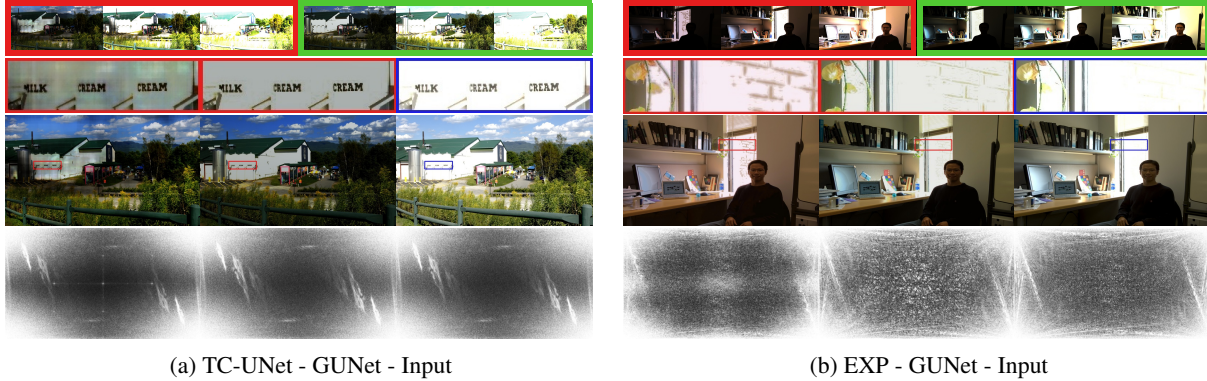 MILK CREAM CREAM MILK CREAM CREAM MILK CREAM CREAM
(a) TC-UNet - GUNet - Input
(b) EXP - GUNet - Input